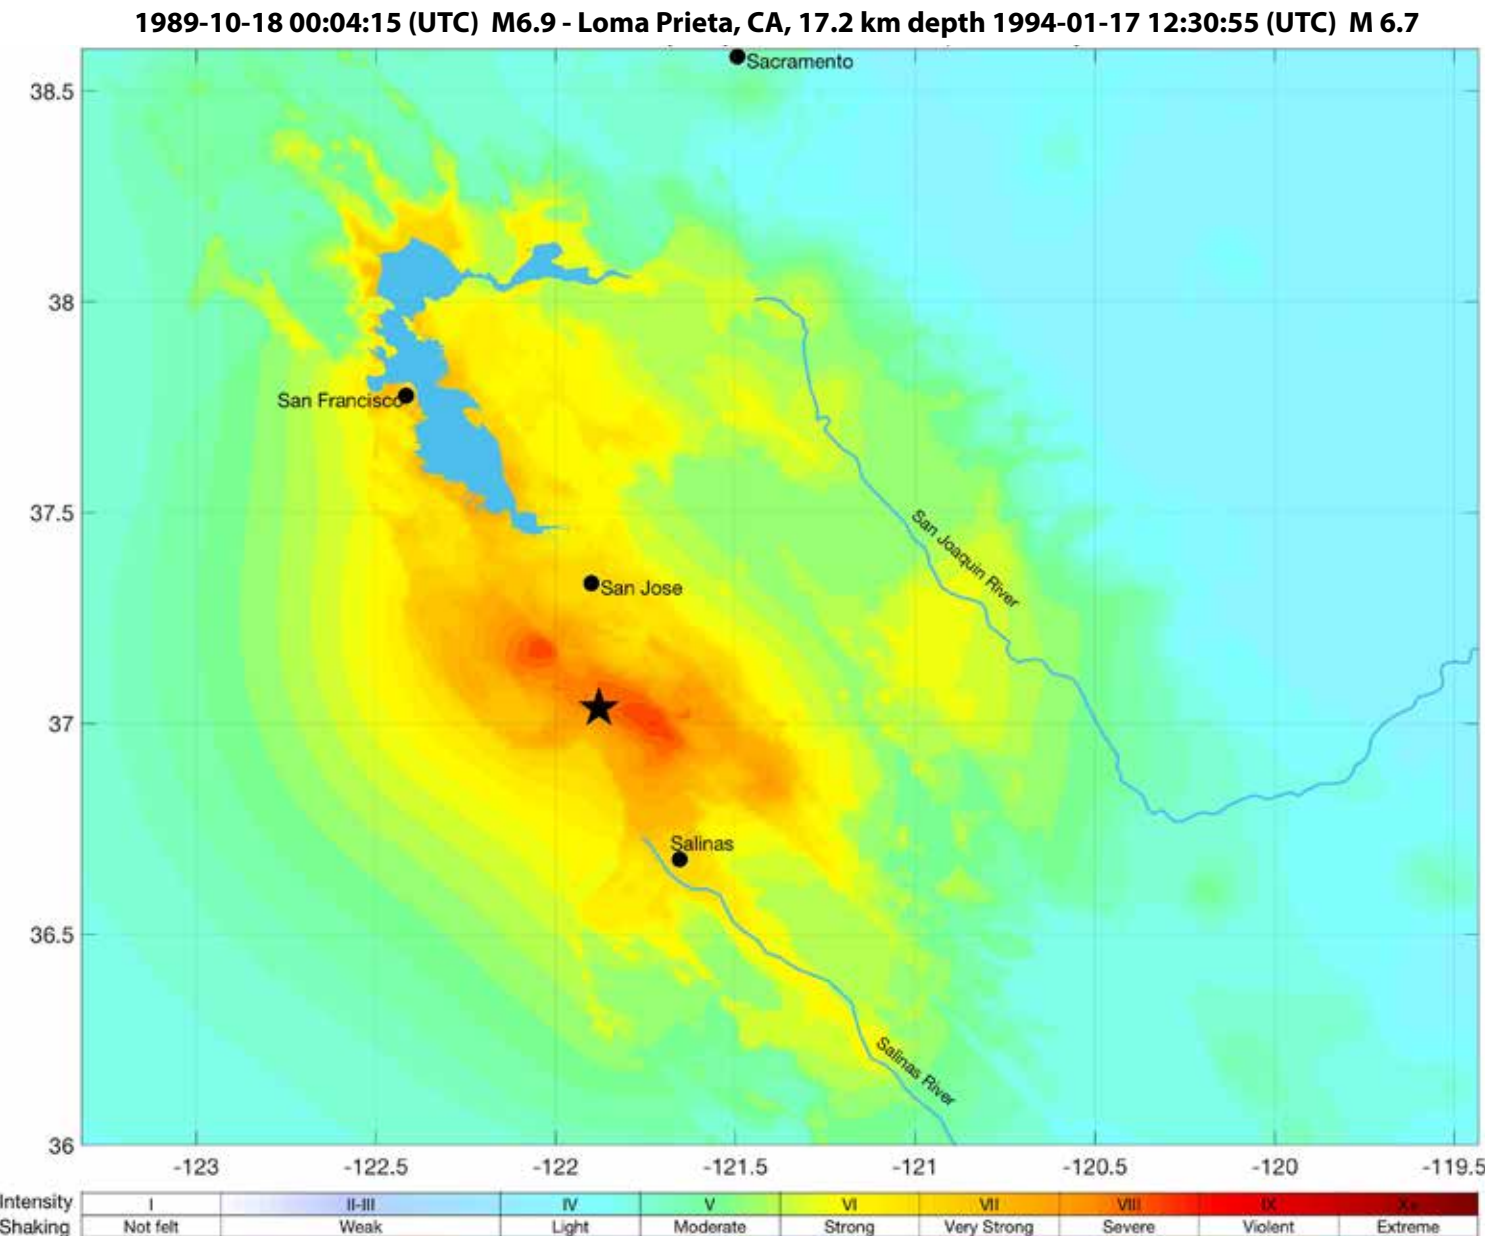 1989-10-18 00:04:15 (UTC) M6.9 - Loma Prieta, CA, 17.2 km depth 1994-01-17 12:30:55 (UTC) M 6.7
Sacramento
38.5
38
San Francisco
37.5
San Joaquin River
San Jose
37
Salinas
36.5
Salinas River
36
-123 -122.5 -122 -121.5 -121 -120.5 -120 -119.5
Intensity I II-III IV V VI VII VIII IX X+
Shaking Not felt Weak Light Moderate Strong Very Strong Severe Violent Extreme